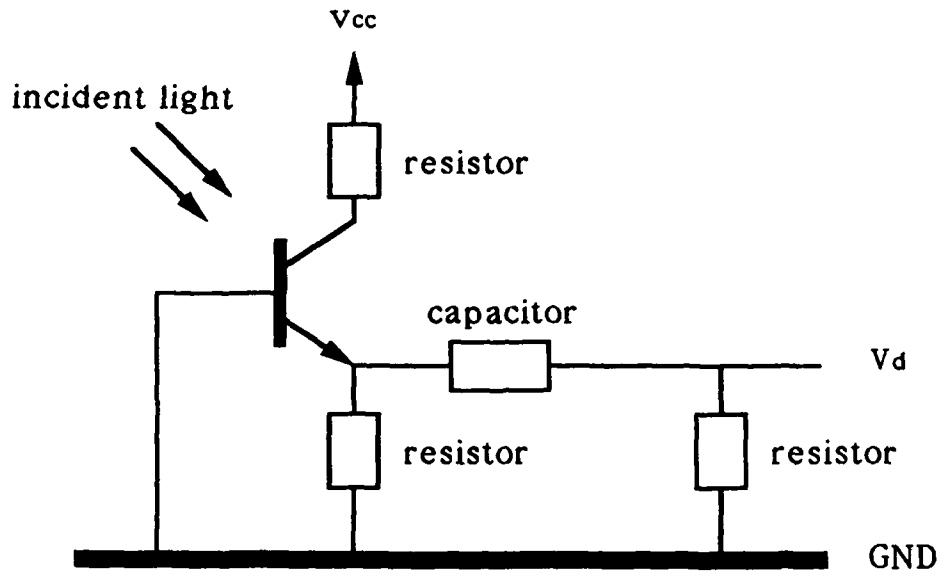 Vcc
incident light
resistor
capacitor
Vd
resistor
resistor
GND